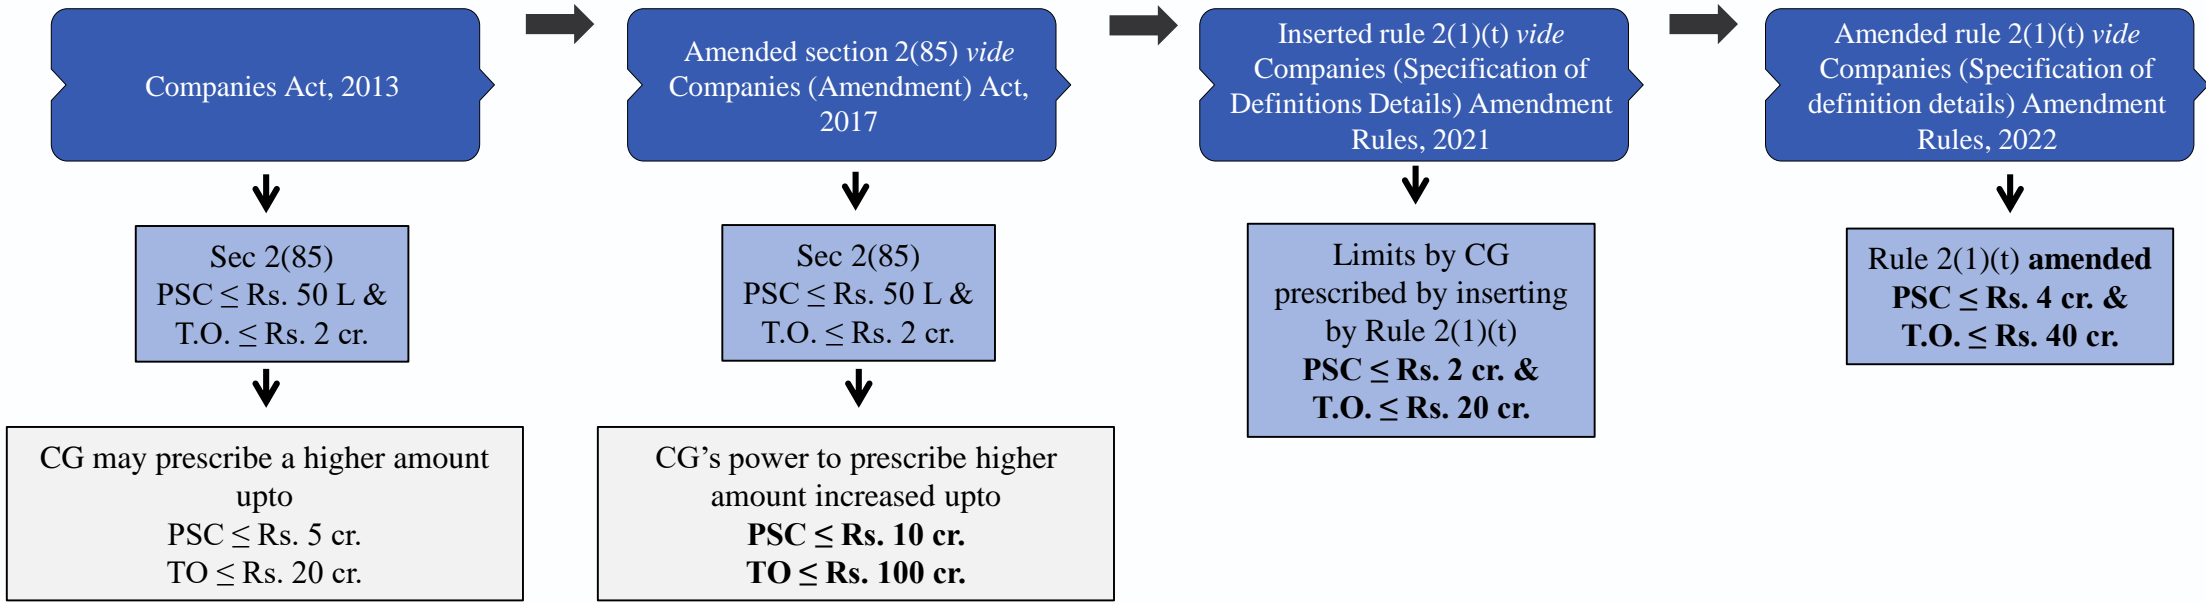 Companies Act, 2013
Sec 2(85)
PSC ≤ Rs. 50 L &
T.O. ≤ Rs. 2 cr.
CG may prescribe a higher amount
upto
PSC ≤ Rs. 5 cr.
TO ≤ Rs. 20 cr.
Amended section 2(85) vide
Companies (Amendment) Act,
2017
Sec 2(85)
PSC ≤ Rs. 50 L &
T.O. ≤ Rs. 2 cr.
CG’s power to prescribe higher
amount increased upto
PSC ≤ Rs. 10 cr.
TO ≤ Rs. 100 cr.
Inserted rule 2(1)(t) vide
Companies (Specification of
Definitions Details) Amendment
Rules, 2021
Limits by CG
prescribed by inserting
by Rule 2(1)(t)
PSC ≤ Rs. 2 cr. &
T.O. ≤ Rs. 20 cr.
Amended rule 2(1)(t) vide
Companies (Specification of
definition details) Amendment
Rules, 2022
Rule 2(1)(t) amended
PSC ≤ Rs. 4 cr. &
T.O. ≤ Rs. 40 cr.